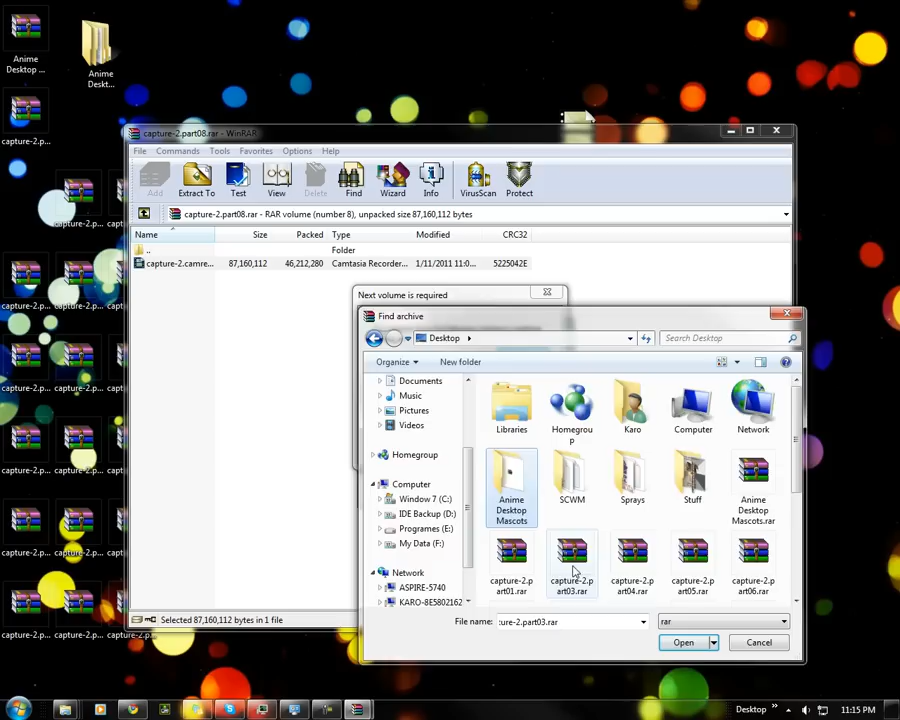 Anime
Desktop ...
Anime
Deskt...
capture-2.p...
capture-2.p...
capture-2.p...
capture-2.p...
capture-2.p...
capture-2.p...
capture-2.p...
capture-2.p...
capture-2.p...
capture-2.p...
capture-2.p...
capture-2.p...
capture-2.part08.rar - WinRAR
File Commands Tools Favorites Options Help
Add Extract To Test View Delete Find Wizard Info VirusScan Protect
capture-2.part08.rar - RAR volume (number 8), unpacked size 87,160,112 bytes
Name Size Packed Type Modified CRC32
.. Folder
capture-2.camre... 87,160,112 46,212,280 Camtasia Recorder... 1/11/2011 11:0... 5225042E
Selected 87,160,112 bytes in 1 file
Next volume is required
Find archive
Desktop
Search Desktop
Organize New folder
Documents
Music
Pictures
Videos
Homegroup
Computer
Window 7 (C:)
IDE Backup (D:)
Programes (E:)
My Data (F:)
Network
ASPIRE-5740
KARO-8E5802162
Libraries
Homegrou
p
Karo
Computer
Network
Anime
Desktop
Mascots
SCWM
Sprays
Stuff
Anime
Desktop
Mascots.rar
capture-2.p
art01.rar
capture-2.p
art03.rar
capture-2.p
art04.rar
capture-2.p
art05.rar
capture-2.p
art06.rar
File name: ture-2.part03.rar
rar
Open Cancel
Desktop
11:15 PM